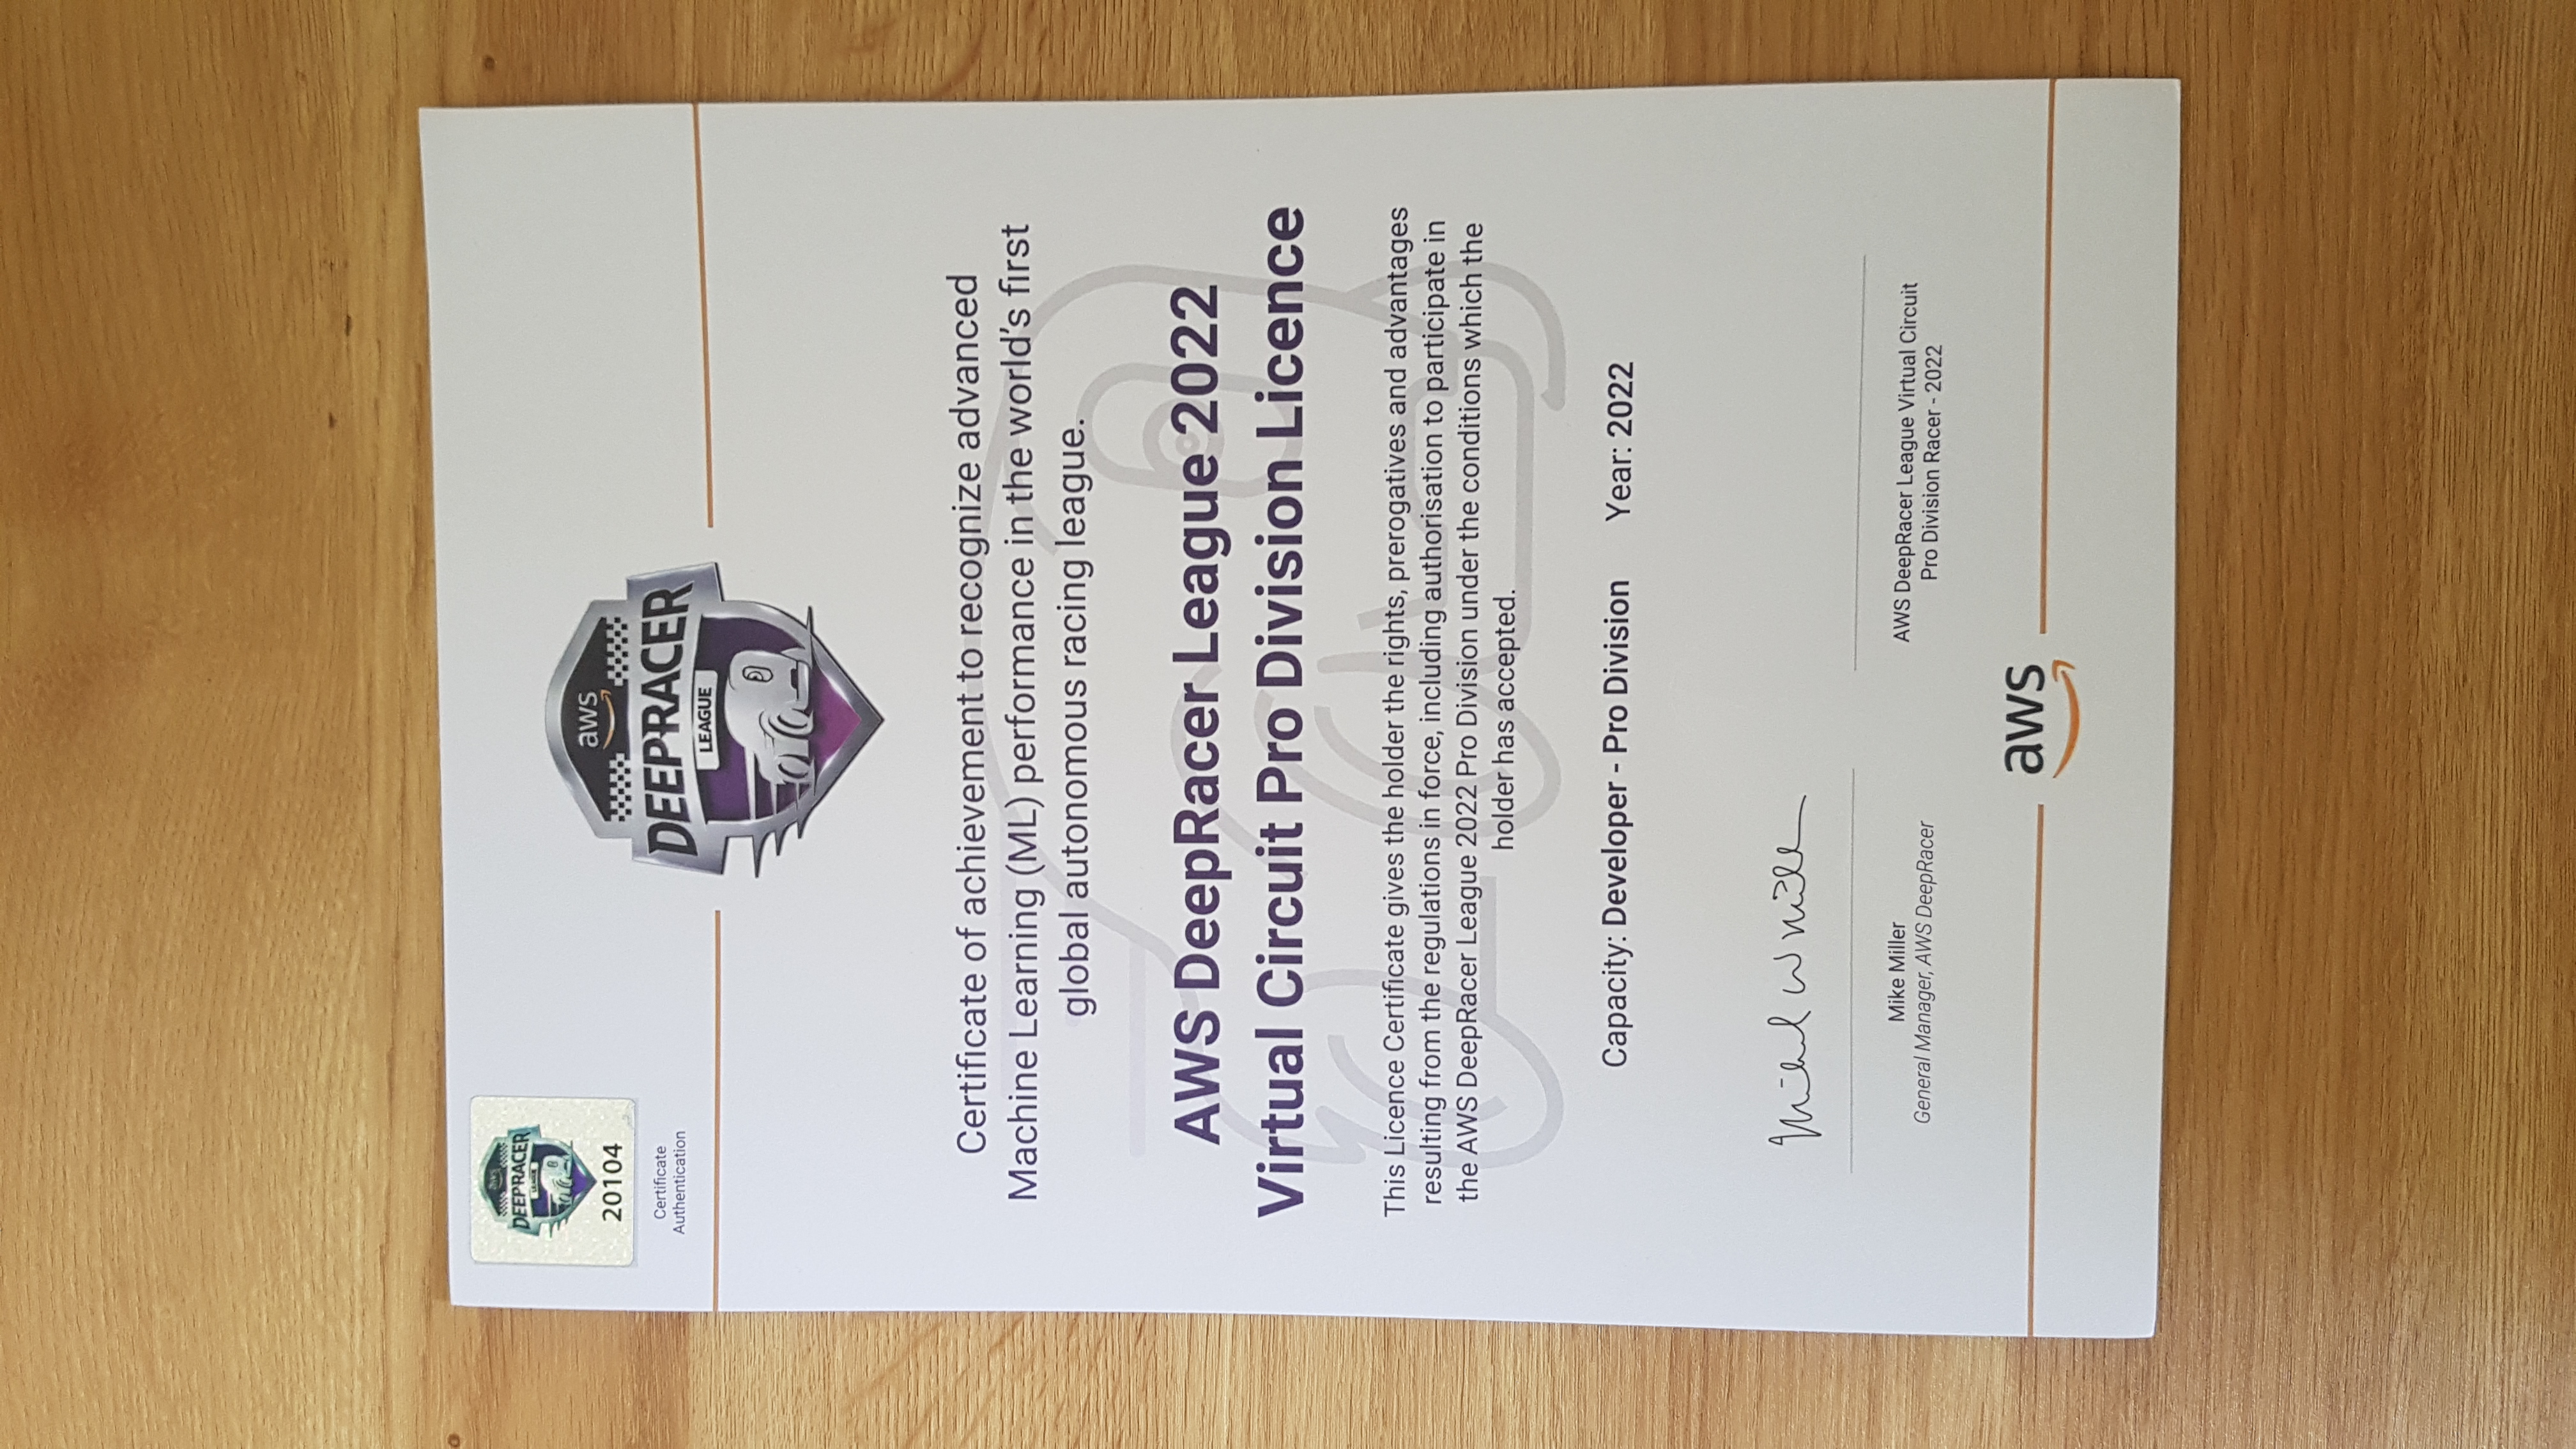 aws
DEEPRACER
LEAGUE
20104
Certificate
Authentication
aws
DEEPRACER
LEAGUE
Certificate of achievement to recognize advanced
Machine Learning (ML) performance in the world's first
global autonomous racing league.
AWS DeepRacer League 2022
Virtual Circuit Pro Division Licence
This Licence Certificate gives the holder the rights, prerogatives and advantages
resulting from the regulations in force, including authorisation to participate in
the AWS DeepRacer League 2022 Pro Division under the conditions which the
holder has accepted.
Capacity: Developer - Pro Division Year: 2022
Michael W Miller
Mike Miller
General Manager, AWS DeepRacer
AWS DeepRacer League Virtual Circuit
Pro Division Racer - 2022
aws